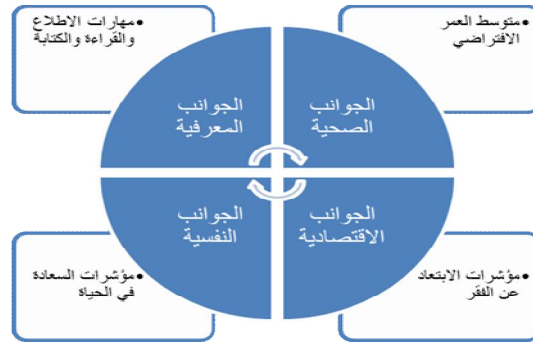 •متوسط العمر
الافتراضي
•مهارات الاطلاع
والقراءة والكتابة
الجوانب
الصحية
الجوانب
المعرفية
الجوانب
الاقتصادية
الجوانب
النفسية
•مؤشرات الابتعاد
عن الفقر
•مؤشرات السعادة
في الحياة